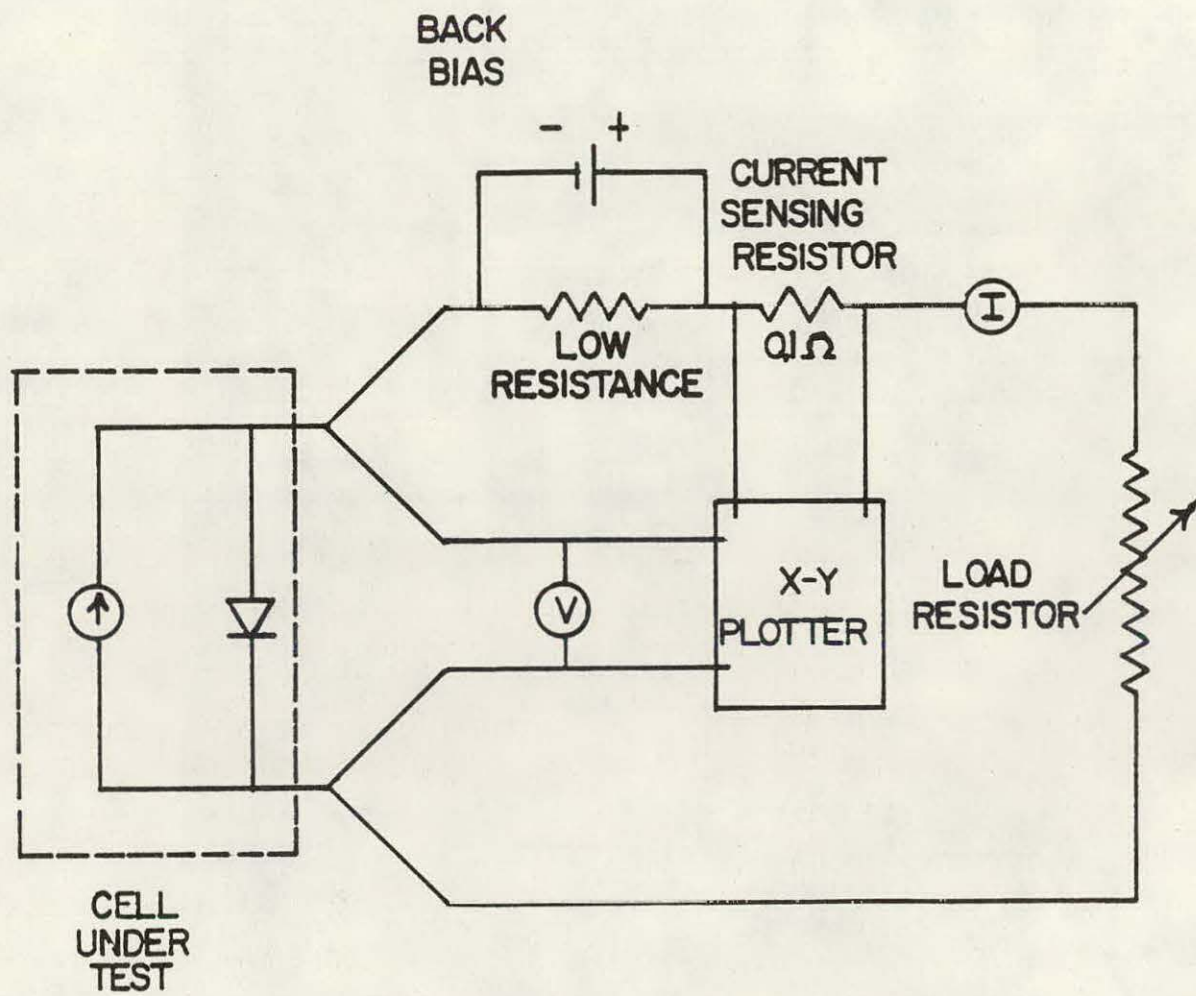 BACK
BIAS
- +
CURRENT
SENSING
RESISTOR
I
LOW
RESISTANCE
0.1Ω
V
X-Y
PLOTTER
LOAD
RESISTOR
CELL
UNDER
TEST